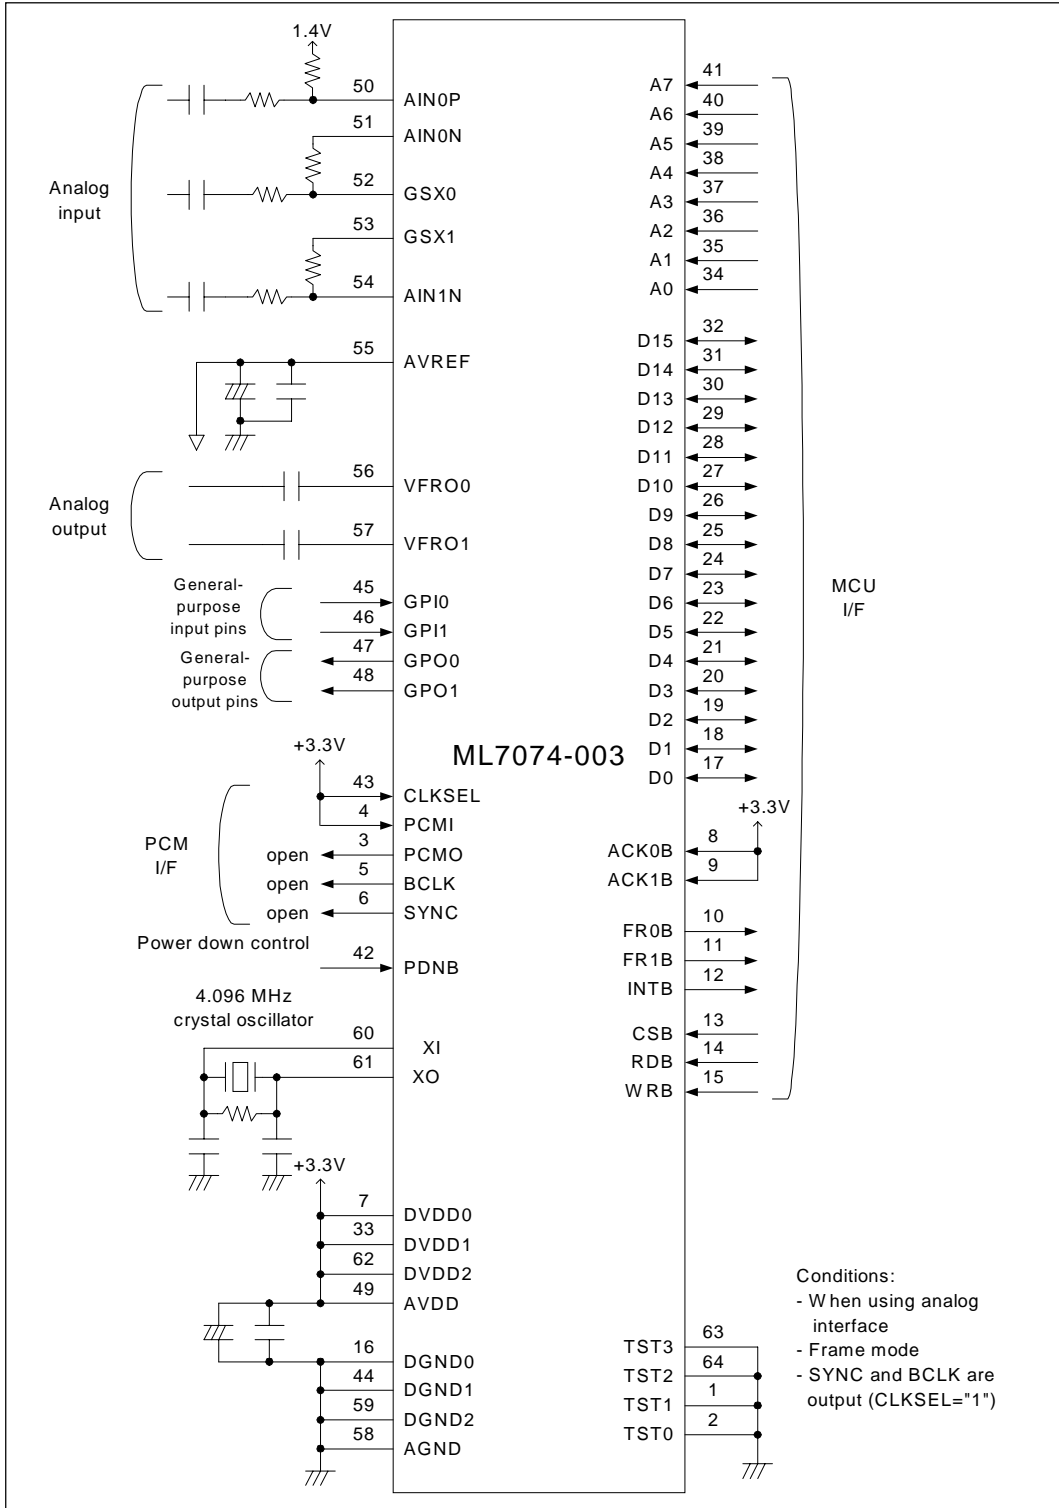 1.4V
50
AIN0P
51
AIN0N
52
GSX0
53
GSX1
54
AIN1N
Analog
input
55
AVREF
56
VFRO0
57
VFRO1
Analog
output
General-
purpose
input pins
45
GPI0
46
GPI1
General-
purpose
output pins
47
GPO0
48
GPO1
+3.3V
43
CLKSEL
4
PCMI
PCM
I/F
3
open
PCMO
5
open
BCLK
6
open
SYNC
Power down control
42
PDNB
4.096 MHz
crystal oscillator
60
XI
61
XO
+3.3V
7
DVDD0
33
DVDD1
62
DVDD2
49
AVDD
16
DGND0
44
DGND1
59
DGND2
58
AGND
ML7074-003
A7
41
A6
40
A5
39
A4
38
A3
37
A2
36
A1
35
A0
34
D15
32
D14
31
D13
30
D12
29
D11
28
D10
27
D9
26
D8
25
D7
24
D6
23
D5
22
D4
21
D3
20
D2
19
D1
18
D0
17
MCU
I/F
+3.3V
ACK0B
8
ACK1B
9
FR0B
10
FR1B
11
INTB
12
CSB
13
RDB
14
WRB
15
TST3
63
TST2
64
TST1
1
TST0
2
Conditions:
- When using analog
interface
- Frame mode
- SYNC and BCLK are
output (CLKSEL="1")